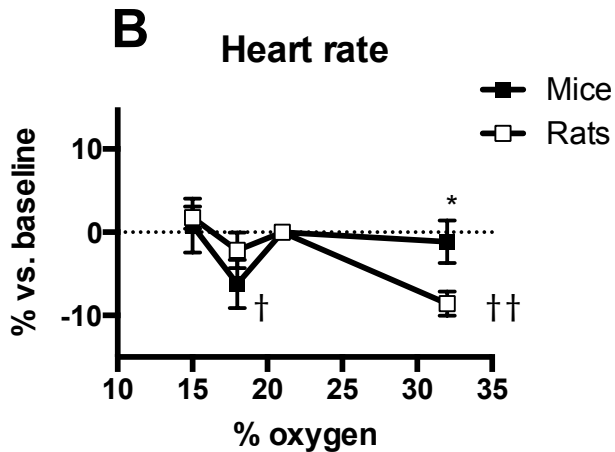 B
Heart rate
Mice
Rats
% vs. baseline
10
0
-10
*
†
††
10 15 20 25 30 35
% oxygen